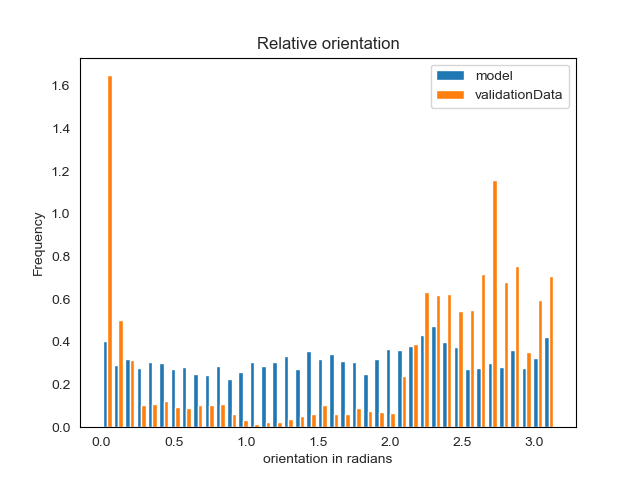 Relative orientation
model
validationData
Frequency
1.6
1.4
1.2
1.0
0.8
0.6
0.4
0.2
0.0
0.0 0.5 1.0 1.5 2.0 2.5 3.0
orientation in radians